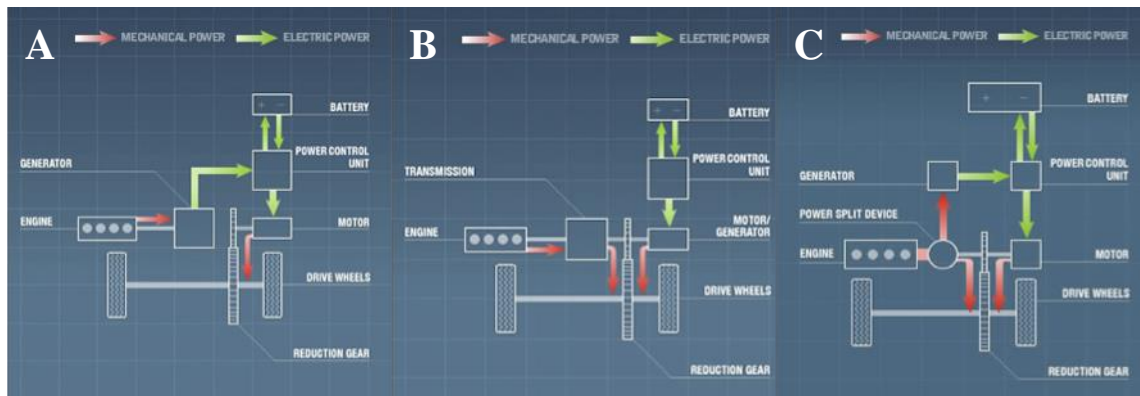 A
MECHANICAL POWER ELECTRIC POWER
+ −
BATTERY
POWER CONTROL
UNIT
GENERATOR
ENGINE
MOTOR
DRIVE WHEELS
REDUCTION GEAR
B
MECHANICAL POWER ELECTRIC POWER
+ −
BATTERY
POWER CONTROL
UNIT
TRANSMISSION
MOTOR/
GENERATOR
ENGINE
DRIVE WHEELS
REDUCTION GEAR
C
MECHANICAL POWER ELECTRIC POWER
+ −
BATTERY
POWER CONTROL
UNIT
GENERATOR
POWER SPLIT DEVICE
ENGINE
MOTOR
DRIVE WHEELS
REDUCTION GEAR